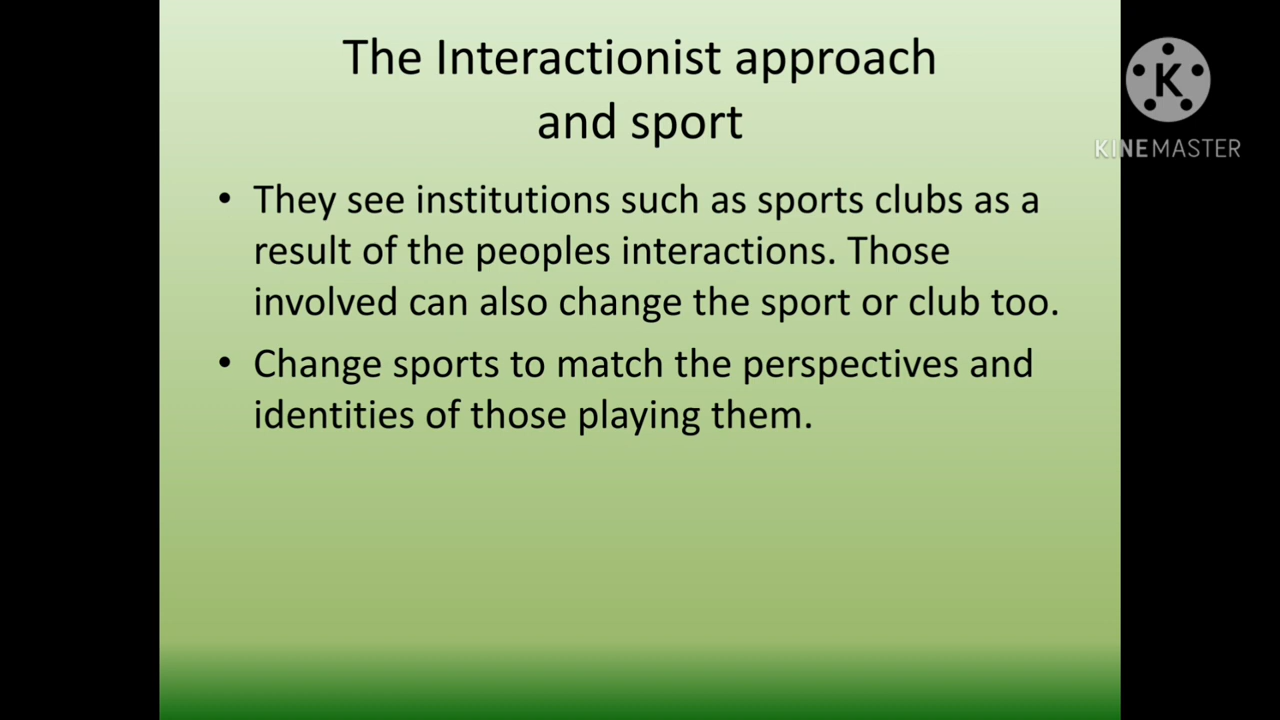 The Interactionist approach
and sport
K
KINEMASTER
• They see institutions such as sports clubs as a
result of the peoples interactions. Those
involved can also change the sport or club too.
• Change sports to match the perspectives and
identities of those playing them.